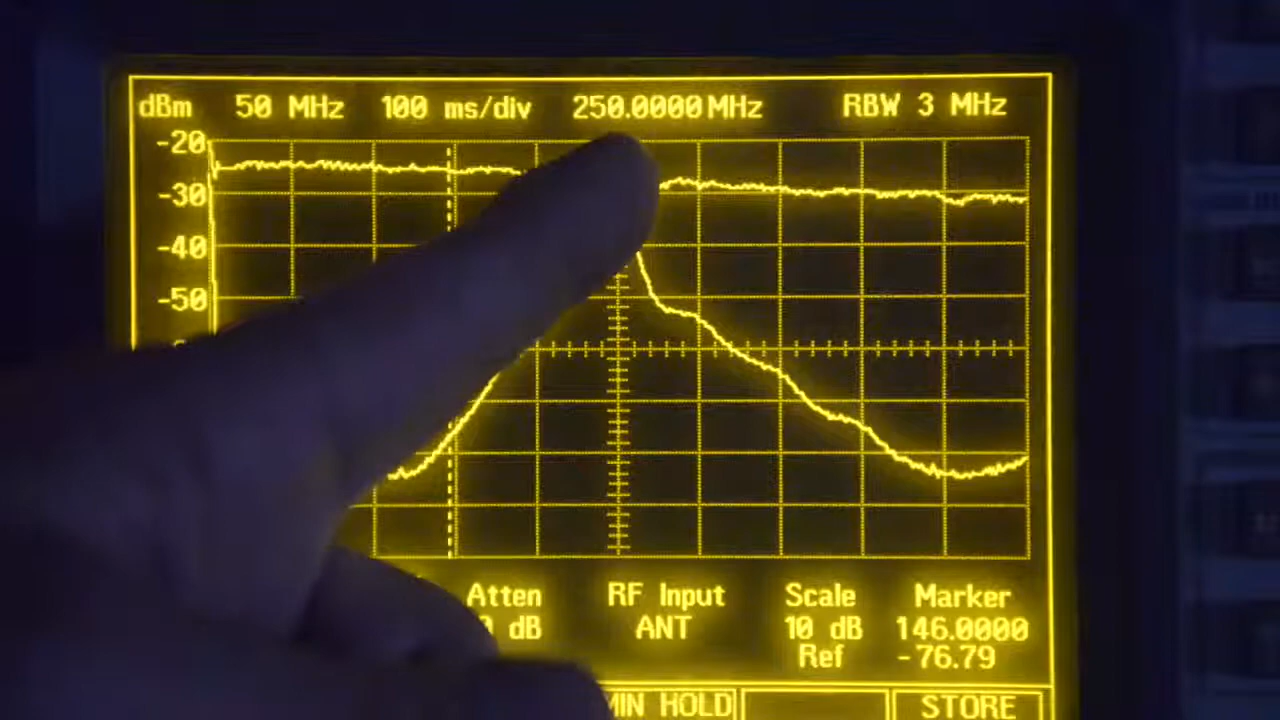 dBm 50 MHz 100 ms/div 250.0000 MHz RBW 3 MHz
-20
-30
-40
-50
Atten RF Input Scale Marker
dB ANT 10 dB 146.0000
Ref -76.79
HOLD STORE